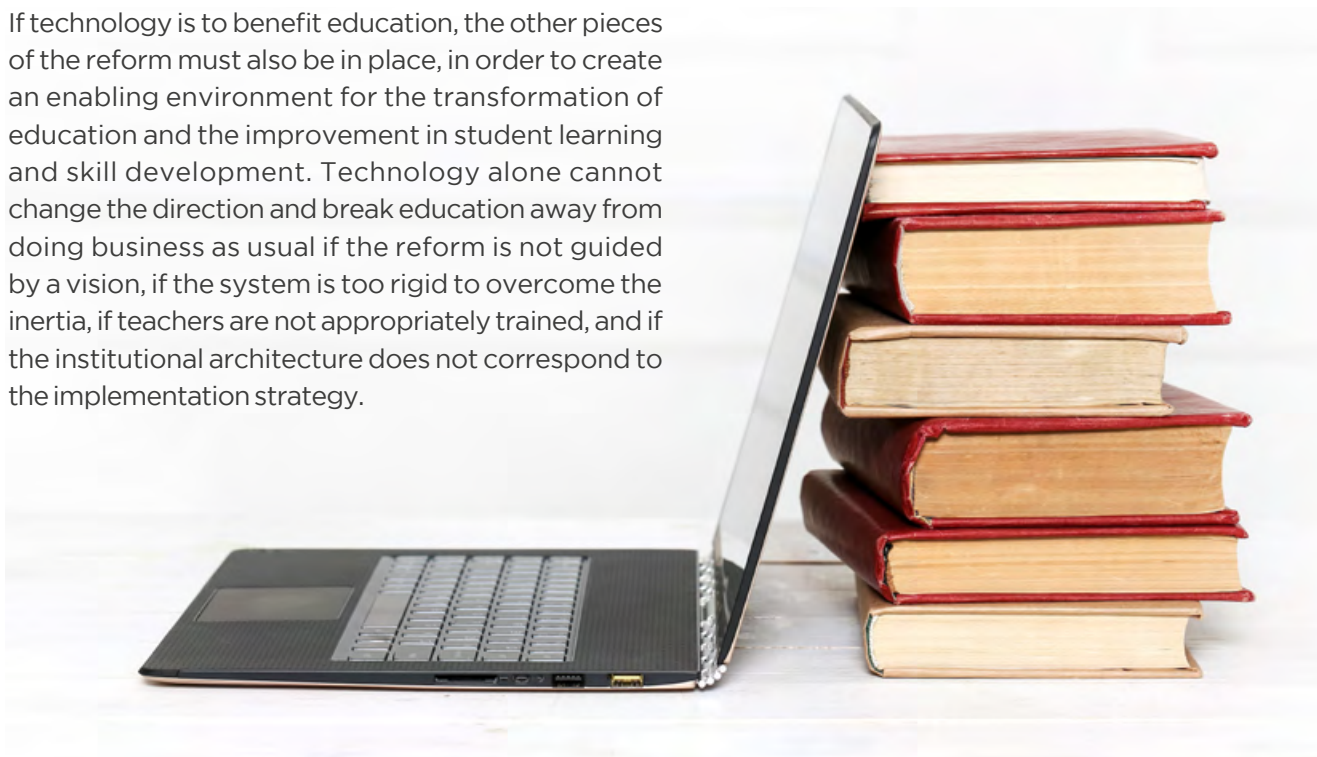 If technology is to benefit education, the other pieces
of the reform must also be in place, in order to create
an enabling environment for the transformation of
education and the improvement in student learning
and skill development. Technology alone cannot
change the direction and break education away from
doing business as usual if the reform is not guided
by a vision, if the system is too rigid to overcome the
inertia, if teachers are not appropriately trained, and if
the institutional architecture does not correspond to
the implementation strategy.